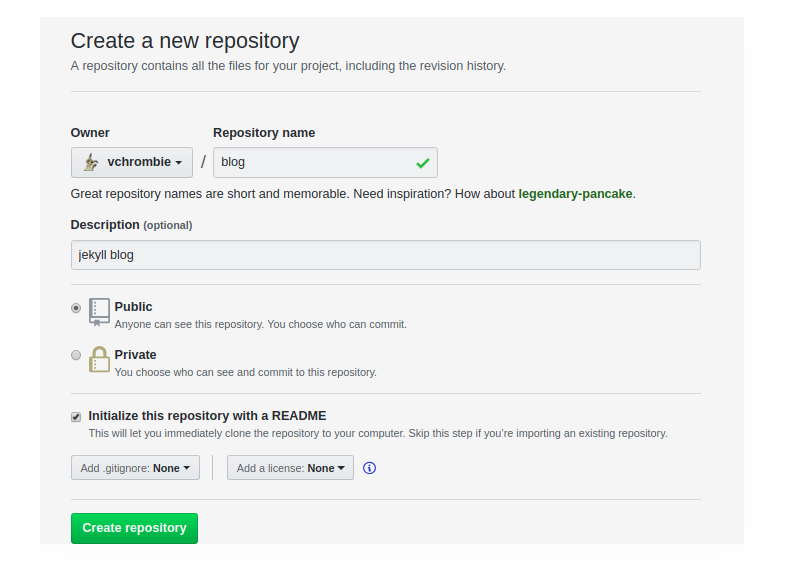 Create a new repository
A repository contains all the files for your project, including the revision history.
Owner Repository name
vchrombie / blog
Great repository names are short and memorable. Need inspiration? How about legendary-pancake.
Description (optional)
jekyll blog
Public
Anyone can see this repository. You choose who can commit.
Private
You choose who can see and commit to this repository.
Initialize this repository with a README
This will let you immediately clone the repository to your computer. Skip this step if you’re importing an existing repository.
Add .gitignore: None Add a license: None
Create repository